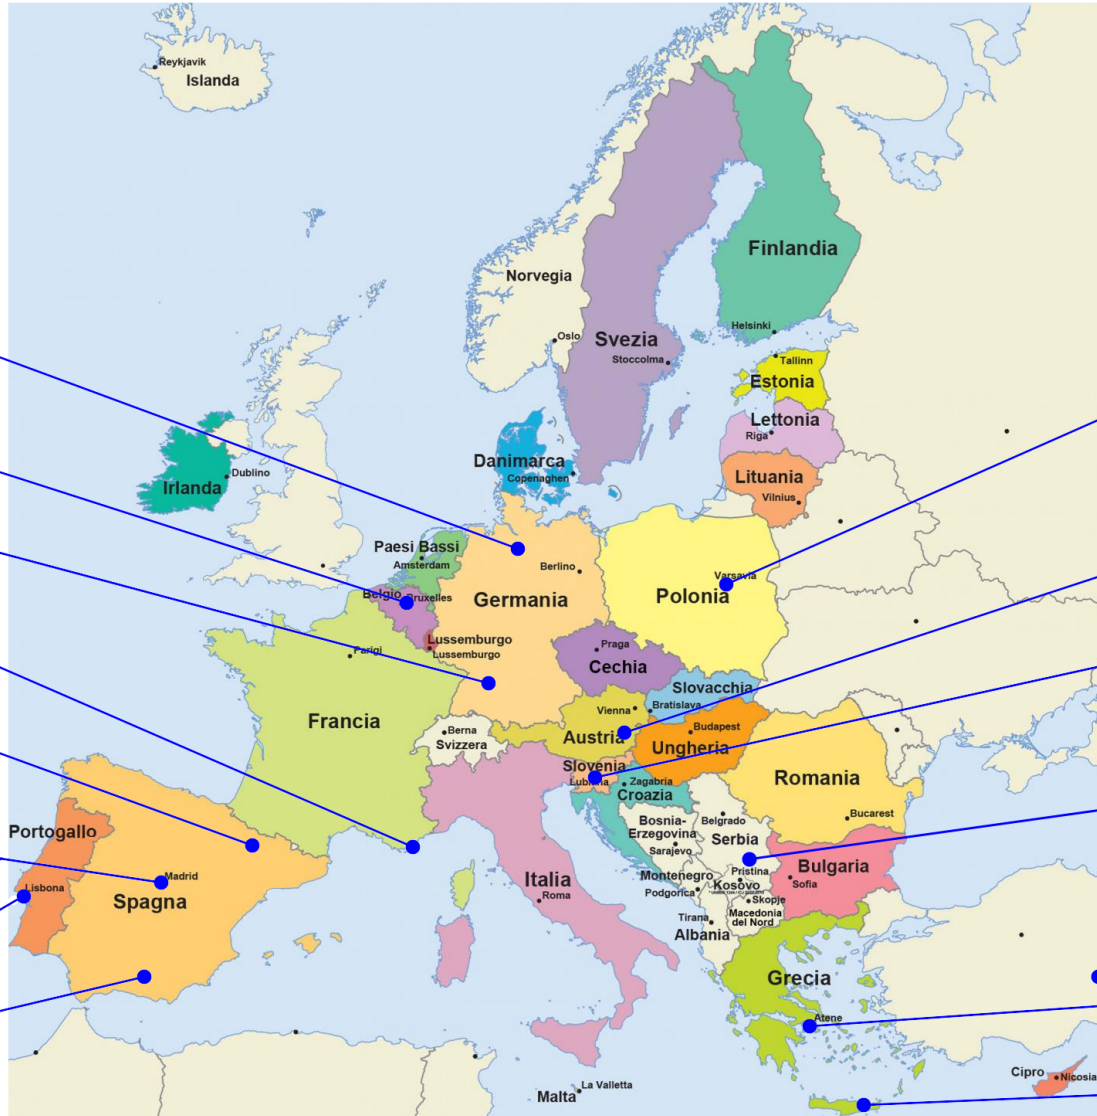 Reykjavik
Islanda
Finlandia
Norvegia
Helsinki
Oslo
Svezia
Stoccolma
Tallinn
Estonia
Lettonia
Riga
Danimarca
Copenaghen
Lituania
Vilnius
Dublino
Irlanda
Paesi Bassi
Amsterdam
Berlino
Varsavia
Belgio
Bruxelles
Germania
Polonia
Lussemburgo
Lussemburgo
Parigi
Praga
Cechia
Slovacchia
Bratislava
Vienna
Francia
Berna
Svizzera
Austria
Budapest
Ungheria
Slovenia
Lubiana
Zagabria
Croazia
Romania
Bucarest
Bosnia-
Erzegovina
Sarajevo
Belgrado
Serbia
Portogallo
Lisbona
Madrid
Spagna
Italia
Roma
Montenegro
Podgorica
Pristina
Kosovo
Bulgaria
Sofia
Skopje
Macedonia
del Nord
Tirana
Albania
Grecia
Atene
Cipro
Nicosia
La Valletta
Malta